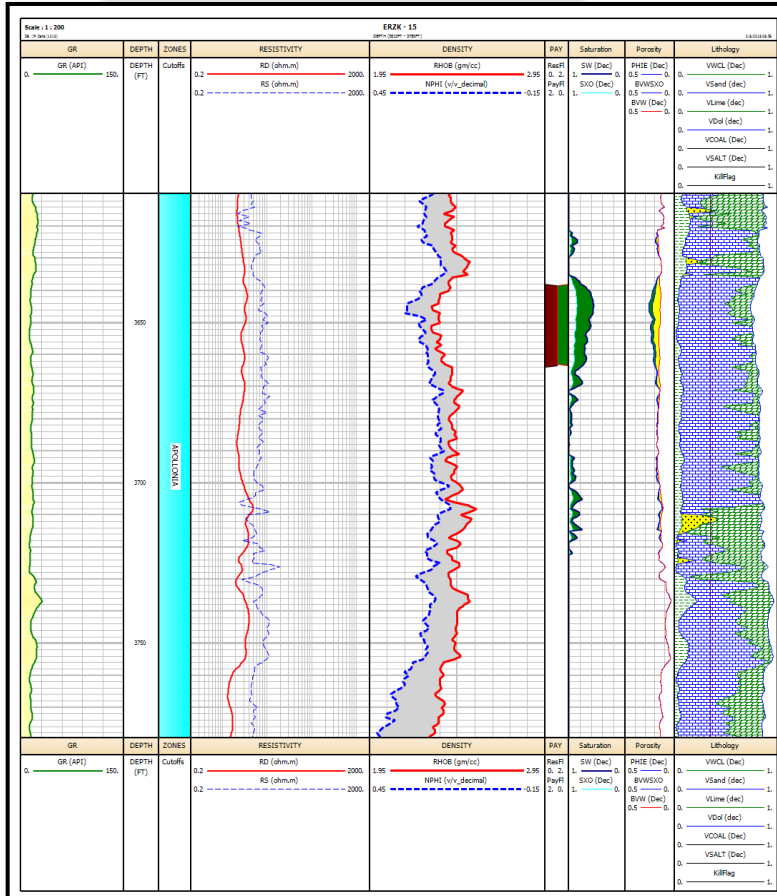 Scale : 1 : 200
ERZK - 15
DEPTH (3610FT - 3780FT)
GR DEPTH ZONES RESISTIVITY DENSITY PAY Saturation Porosity Lithology
GR (API)
0. 150.
DEPTH
(FT)
Cutoffs
RD (ohm.m)
0.2 2000.
RS (ohm.m)
0.2 2000.
RHOB (gm/cc)
1.95 2.95
NPHI (v/v_decimal)
0.45 -0.15
ResFl
0. 2.
PayFl
2. 0.
SW (Dec)
1. 0.
SXO (Dec)
1. 0.
PHIE (Dec)
0.5 0.
BVWSXO
0.5 0.
BVW (Dec)
0.5 0.
VWCL (Dec)
0. 1.
VSand (dec)
0. 1.
VLime (dec)
0. 1.
VDol (dec)
0. 1.
VCOAL (Dec)
0. 1.
VSALT (Dec)
0. 1.
KillFlag
0. 1.
3650
APOLLONIA
3700
3750
GR DEPTH ZONES RESISTIVITY DENSITY PAY Saturation Porosity Lithology
GR (API)
0. 150.
DEPTH
(FT)
Cutoffs
RD (ohm.m)
0.2 2000.
RS (ohm.m)
0.2 2000.
RHOB (gm/cc)
1.95 2.95
NPHI (v/v_decimal)
0.45 -0.15
ResFl
0. 2.
PayFl
2. 0.
SW (Dec)
1. 0.
SXO (Dec)
1. 0.
PHIE (Dec)
0.5 0.
BVWSXO
0.5 0.
BVW (Dec)
0.5 0.
VWCL (Dec)
0. 1.
VSand (dec)
0. 1.
VLime (dec)
0. 1.
VDol (dec)
0. 1.
VCOAL (Dec)
0. 1.
VSALT (Dec)
0. 1.
KillFlag
0. 1.